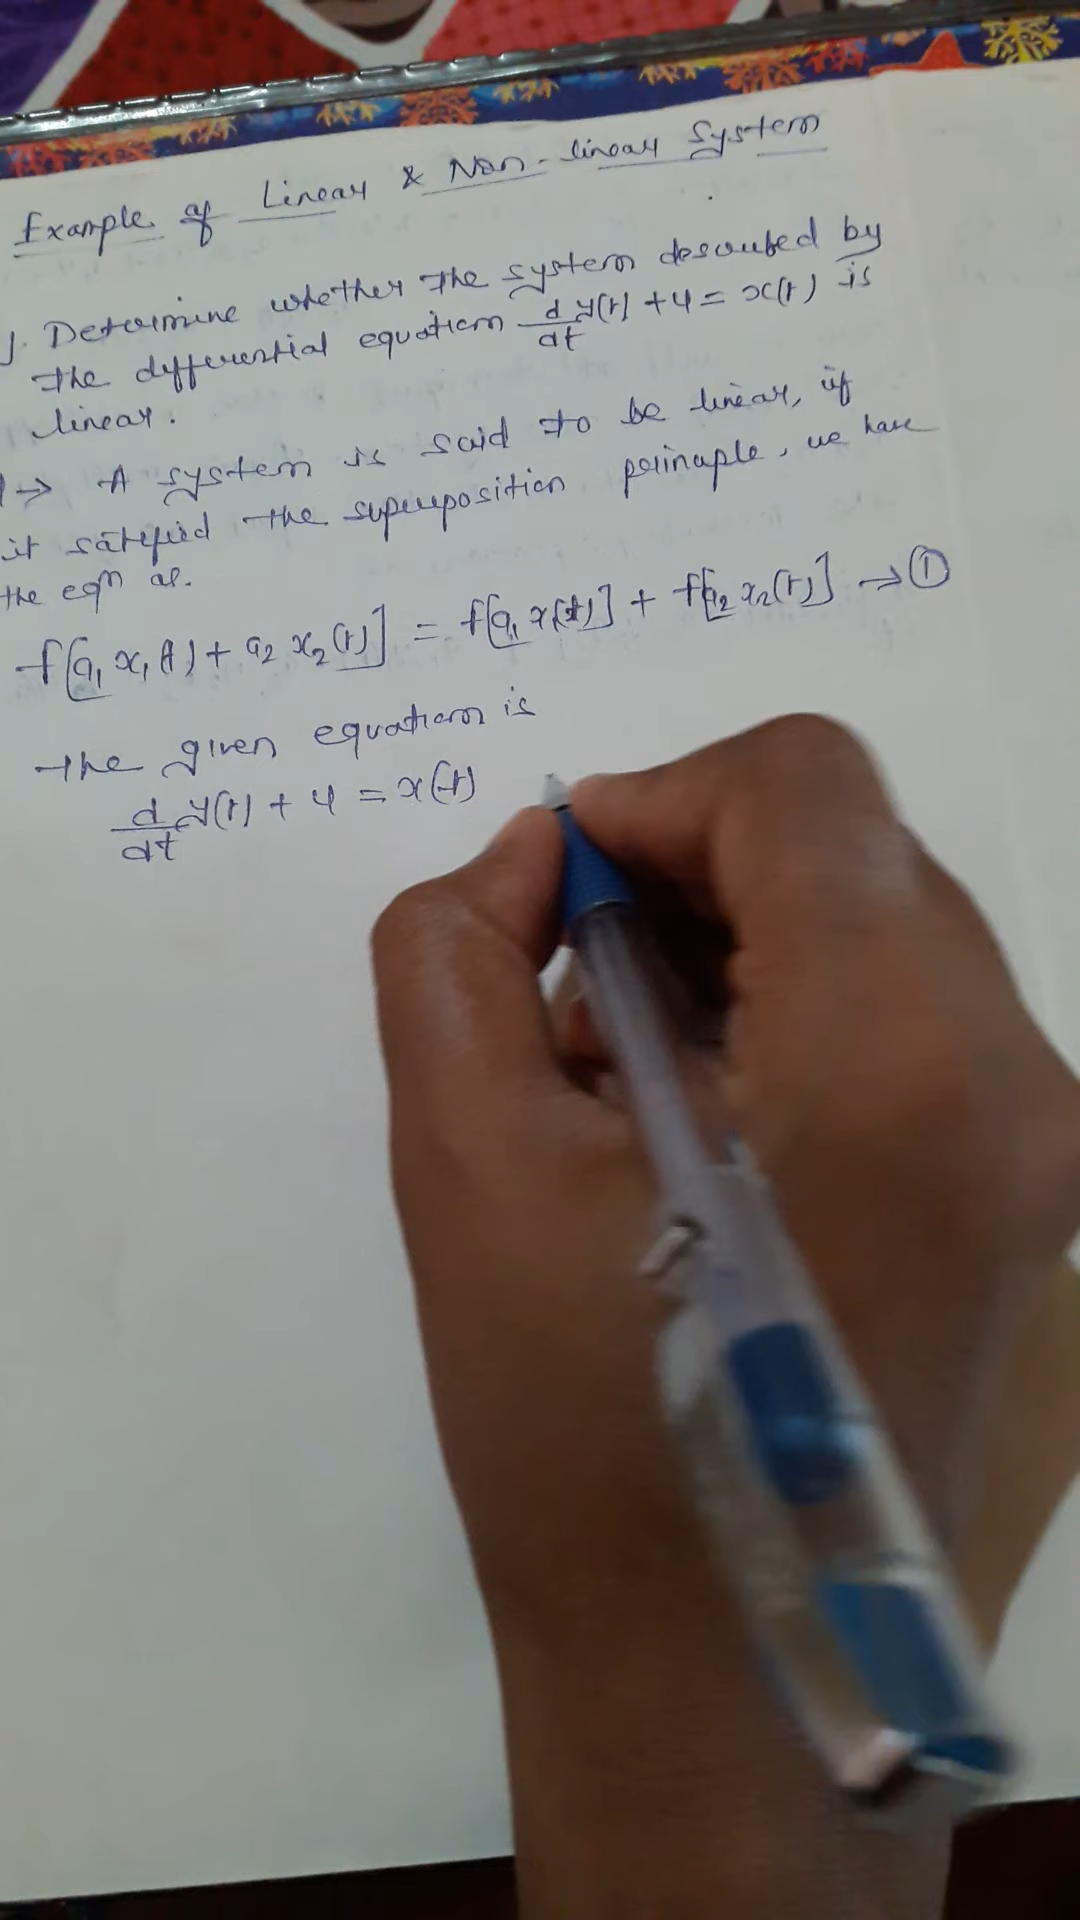 Example of Linear & Non-linear System
1. Determine whether the system described by
the differential equation d/dt y(t) + 4 = x(t) is
linear.
1→ A system is said to be linear, if
it satisfied the superposition principle, we have
the eqn as.
f[a1 x1(t) + a2 x2(t)] = f[a1 x1(t)] + f[a2 x2(t)] → ①
the given equation is
d/dt y(t) + 4 = x(t)